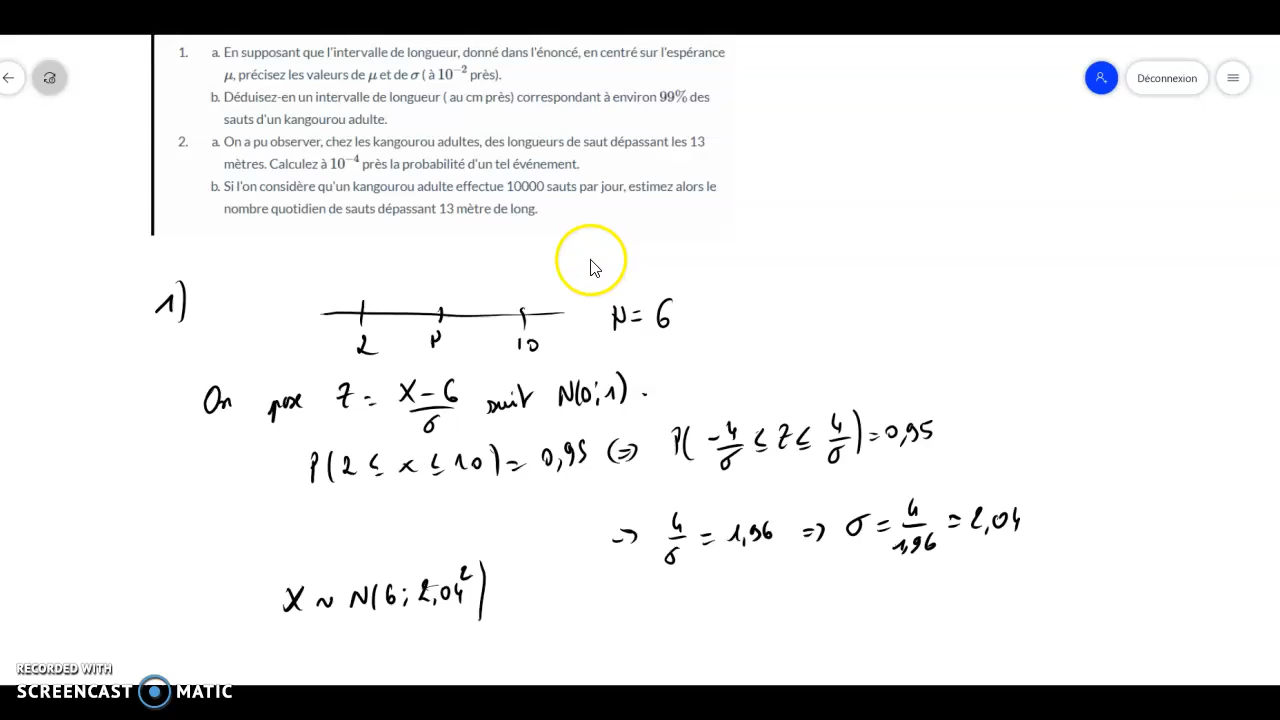 1. a. En supposant que l'intervalle de longueur, donné dans l'énoncé, en centré sur l'espérance
μ, précisez les valeurs de μ et de σ ( à 10⁻² près).
b. Déduisez-en un intervalle de longueur ( au cm près) correspondant à environ 99% des
sauts d'un kangourou adulte.
2. a. On a pu observer, chez les kangourou adultes, des longueurs de saut dépassant les 13
mètres. Calculez à 10⁻⁴ près la probabilité d'un tel événement.
b. Si l'on considère qu'un kangourou adulte effectue 10000 sauts par jour, estimez alors le
nombre quotidien de sauts dépassant 13 mètre de long.
Déconnexion
1)
2 μ 10 μ = 6
On pose Z = (X - 6)/σ suit N(0;1).
P(2 ≤ X ≤ 10) = 0,95 (=> P(-4/σ ≤ Z ≤ 4/σ) = 0,95
=> 4/σ = 1,96 => σ = 4/1,96 = 2,04
X ~ N(6; 2,04²)
RECORDED WITH
SCREENCAST MATIC